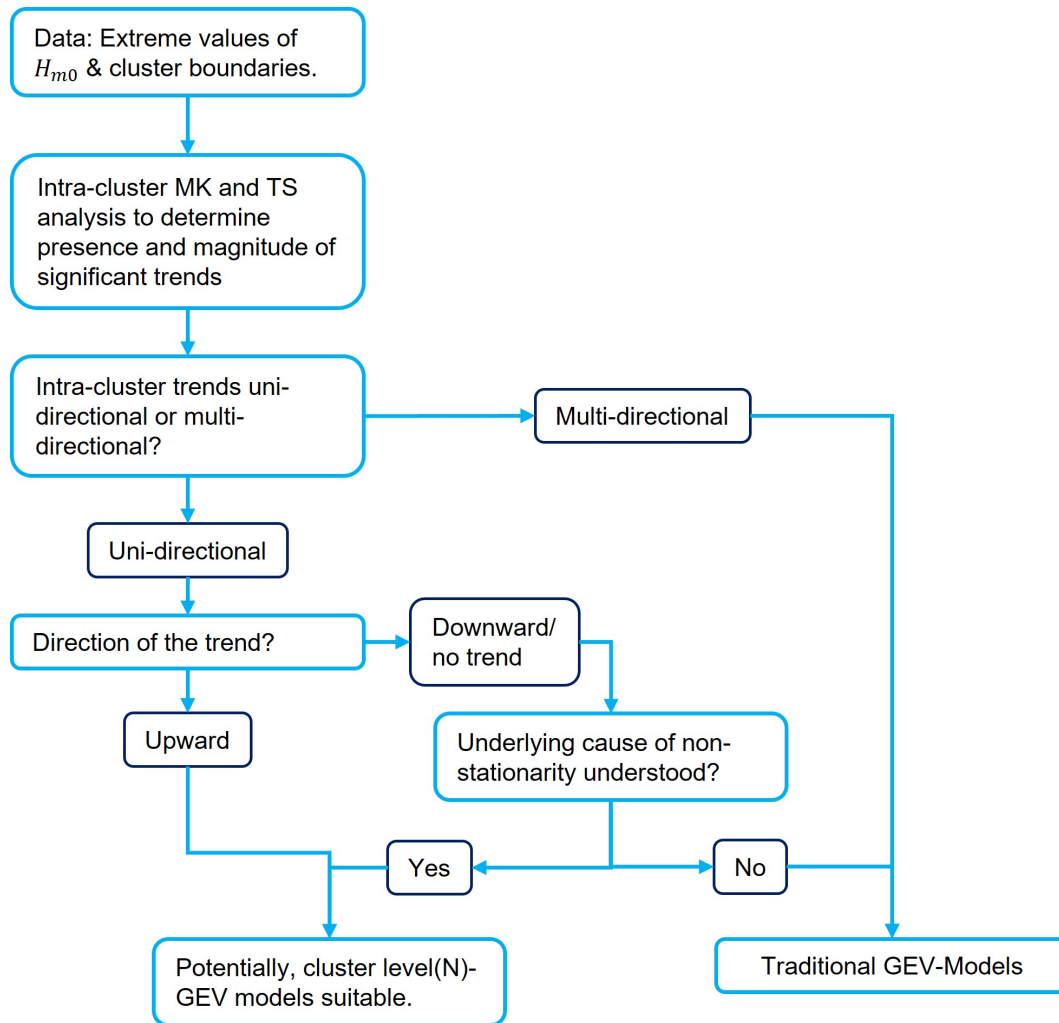 Data: Extreme values of
H_{m0} & cluster boundaries.
Intra-cluster MK and TS
analysis to determine
presence and magnitude of
significant trends
Intra-cluster trends uni-
directional or multi-
directional?
Multi-directional
Uni-directional
Direction of the trend?
Downward/
no trend
Upward
Underlying cause of non-
stationarity understood?
Yes
No
Potentially, cluster level(N)-
GEV models suitable.
Traditional GEV-Models